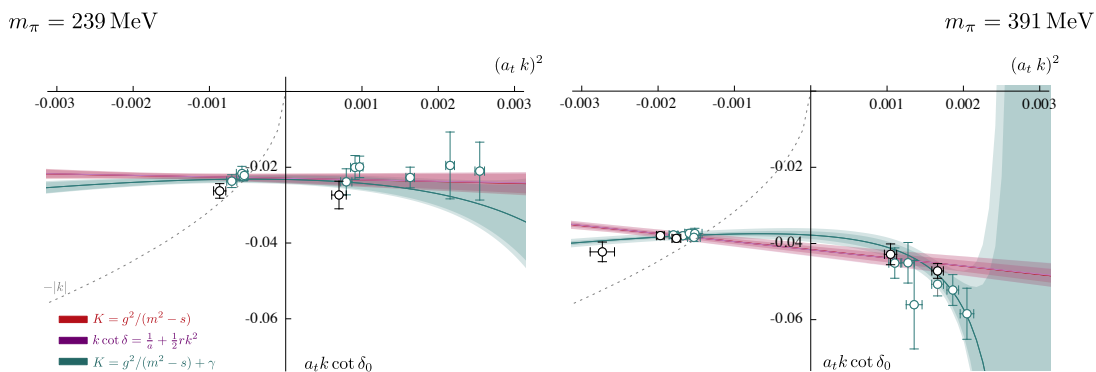 m_π = 239 MeV
m_π = 391 MeV
(a_t k)^2
(a_t k)^2
-0.003 -0.002 -0.001 0.001 0.002 0.003
-0.003 -0.002 -0.001 0.001 0.002 0.003
-0.02
-0.02
-0.04
-0.04
−|k|
-0.06
-0.06
K = g^2/(m^2 − s)
k cot δ = 1/a + 1/2 rk^2
K = g^2/(m^2 − s) + γ
a_t k cot δ_0
a_t k cot δ_0